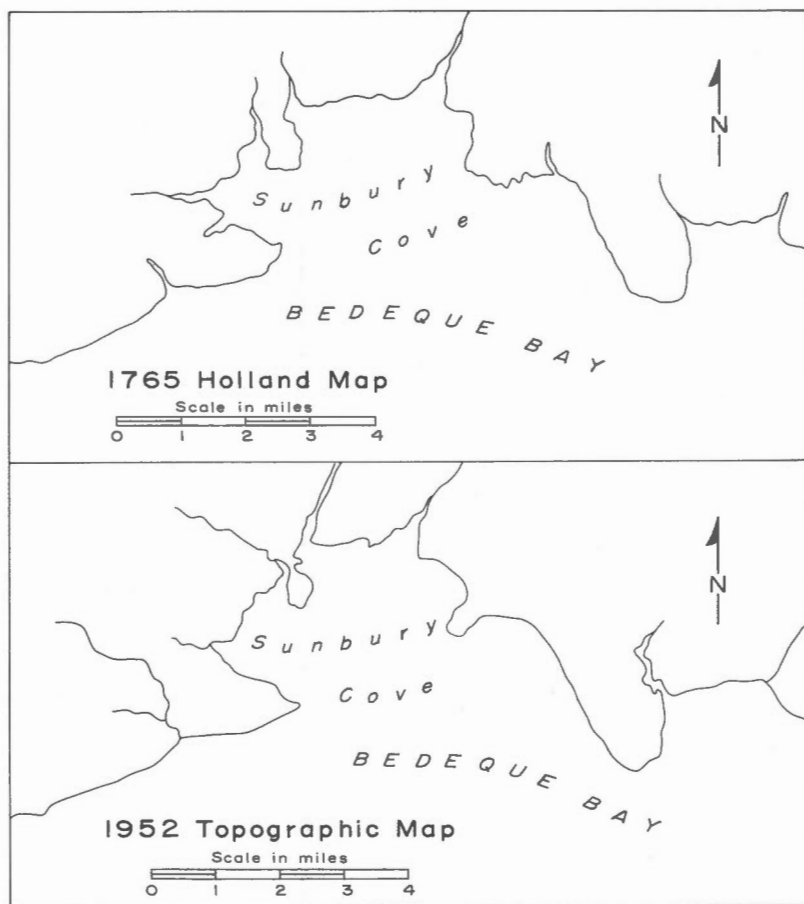 N
Sunbury
Cove
BEDEQUE BAY
1765 Holland Map
Scale in miles
0 1 2 3 4
N
Sunbury
Cove
BEDEQUE BAY
1952 Topographic Map
Scale in miles
0 1 2 3 4